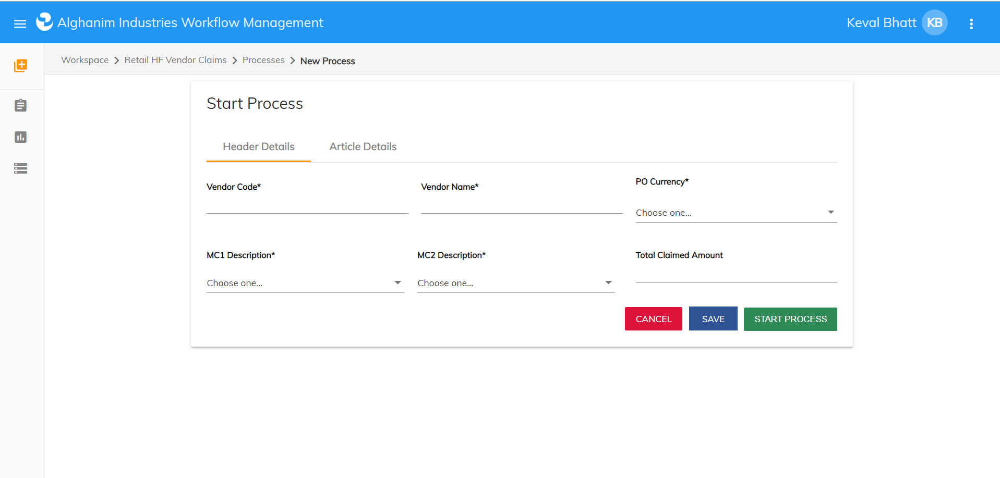 Alghanim Industries Workflow Management
Keval Bhatt KB
Workspace Retail HF Vendor Claims Processes New Process
Start Process
Header Details Article Details
Vendor Code* Vendor Name* PO Currency*
Choose one...
MC1 Description* MC2 Description* Total Claimed Amount
Choose one... Choose one...
CANCEL SAVE START PROCESS